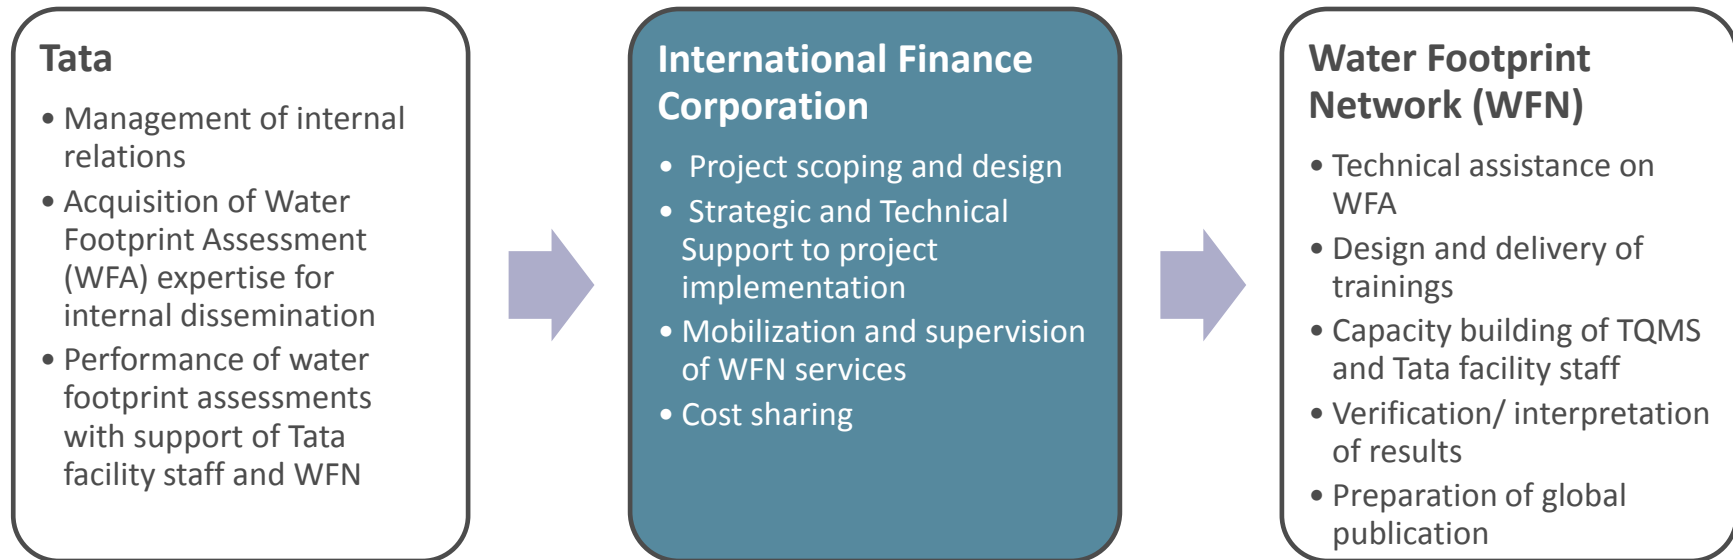 Tata
• Management of internal
relations
• Acquisition of Water
Footprint Assessment
(WFA) expertise for
internal dissemination
• Performance of water
footprint assessments
with support of Tata
facility staff and WFN
International Finance
Corporation
• Project scoping and design
• Strategic and Technical
Support to project
implementation
• Mobilization and supervision
of WFN services
• Cost sharing
Water Footprint
Network (WFN)
• Technical assistance on
WFA
• Design and delivery of
trainings
• Capacity building of TQMS
and Tata facility staff
• Verification/ interpretation
of results
• Preparation of global
publication